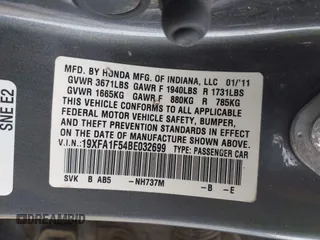 MFD. BY HONDA MFG. OF INDIANA, LLC 01/'11
GVWR 3671LBS GAWR F 1940LBS R 1731LBS
GVWR 1665KG GAWR F 880KG R 785KG
THIS VEHICLE CONFORMS TO ALL APPLICABLE
FEDERAL MOTOR VEHICLE SAFETY, BUMPER,
AND THEFT PREVENTION STANDARDS IN EFFECT ON
THE DATE OF MANUFACTURE SHOWN ABOVE.
V.I.N.: 19XFA1F54BE032699 TYPE: PASSENGER CAR
SVK B AB5 -NH737M -B -E
SNE E2